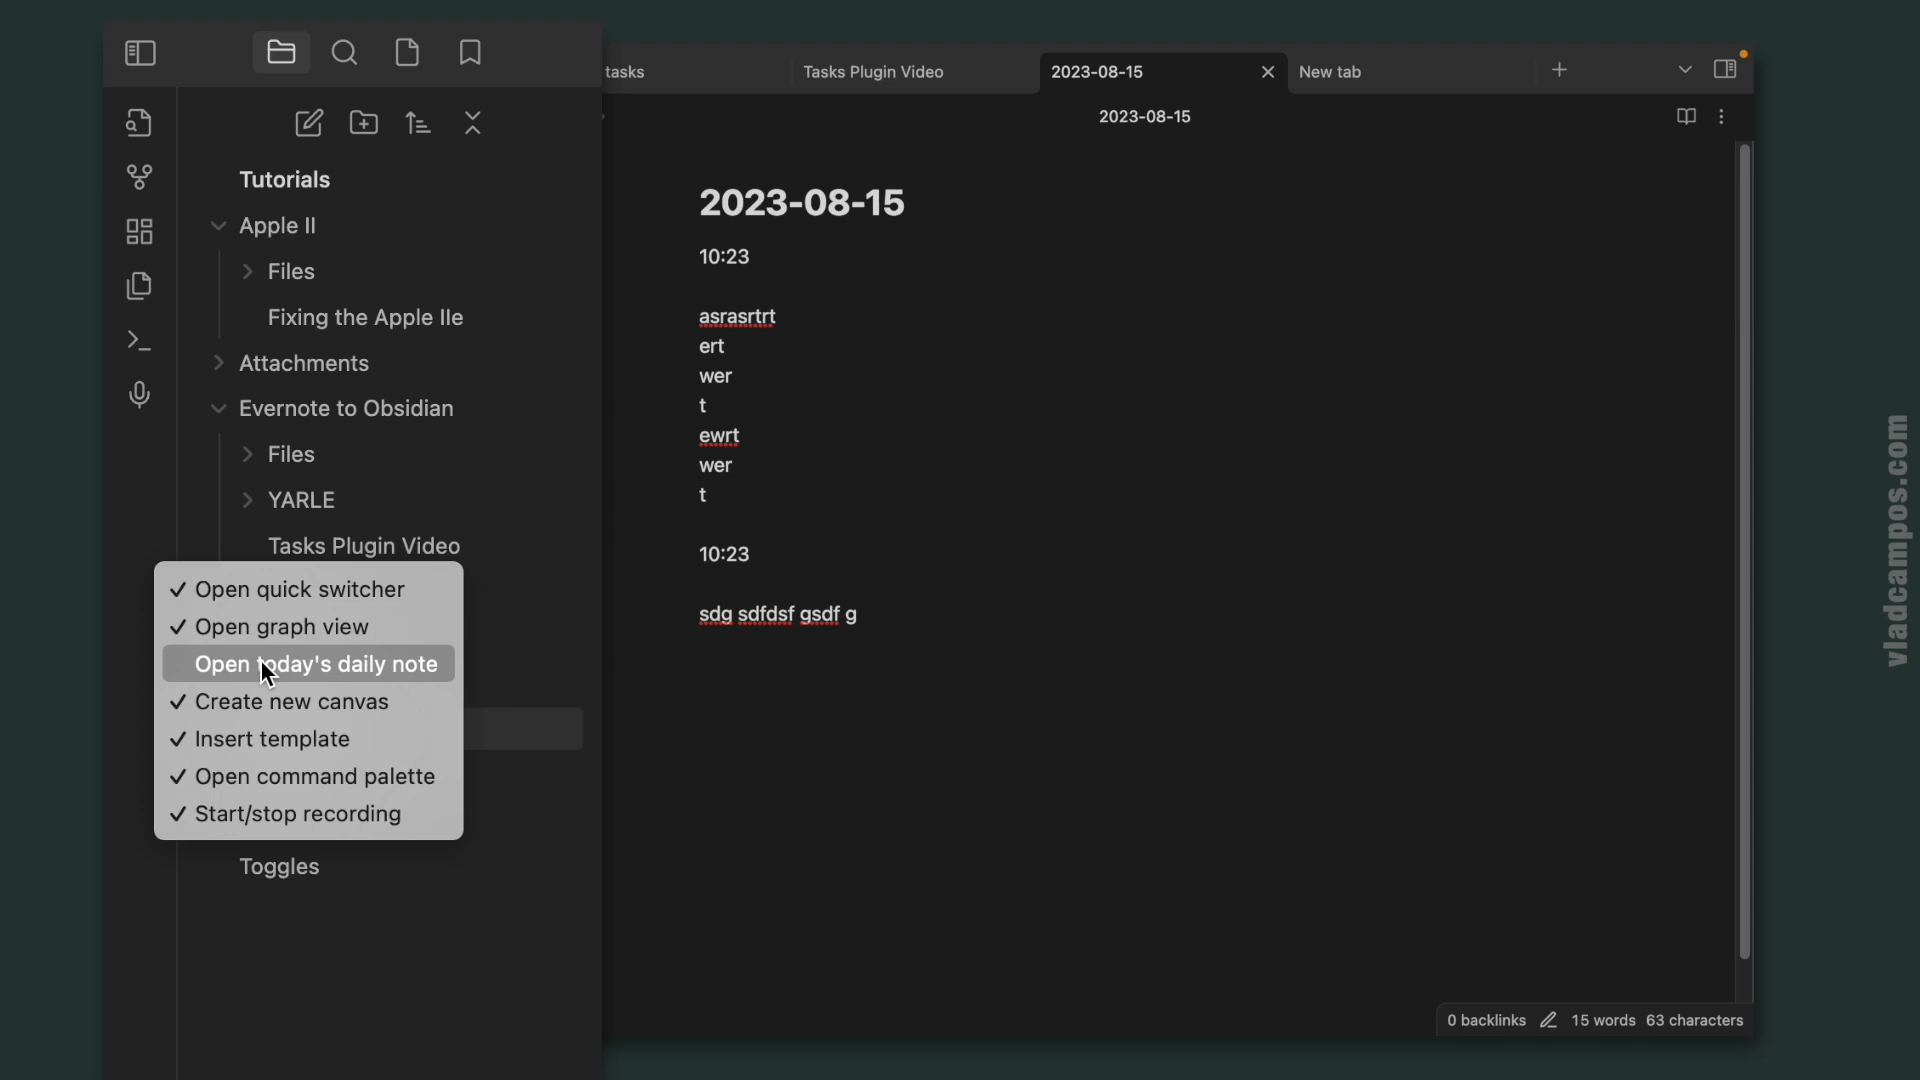 tasks
Tasks Plugin Video
2023-08-15
New tab
2023-08-15
Tutorials
Apple II
Files
Fixing the Apple IIe
Attachments
Evernote to Obsidian
Files
YARLE
Tasks Plugin Video
Open quick switcher
Open graph view
Open today's daily note
Create new canvas
Insert template
Open command palette
Start/stop recording
Toggles
2023-08-15
10:23
asrasrtrt
ert
wer
t
ewrt
wer
t
10:23
sdg sdfdsf gsdf g
0 backlinks 15 words 63 characters
vladcampos.com